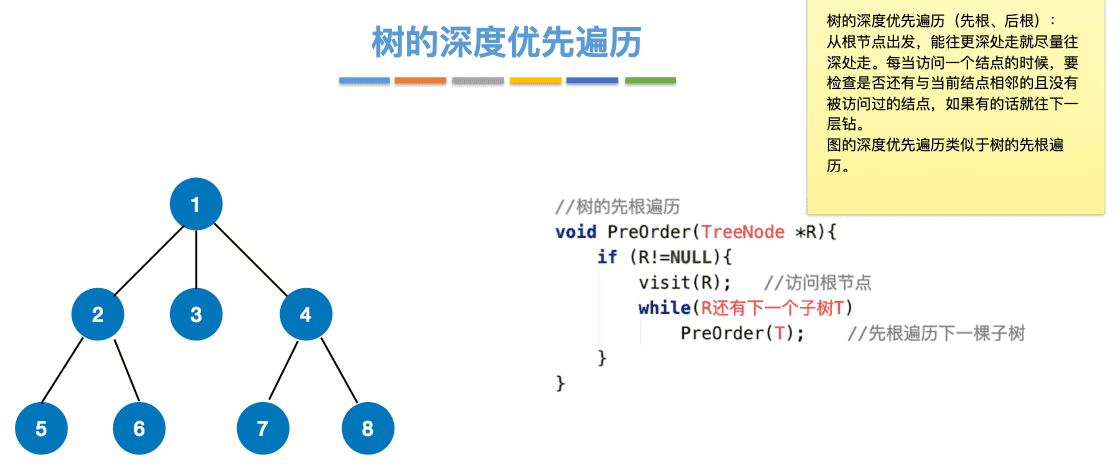 树的深度优先遍历
树的深度优先遍历（先根、后根）：
从根节点出发，能往更深处走就尽量往
深处走。每当访问一个结点的时候，要
检查是否还有与当前结点相邻的且没有
被访问过的结点，如果有的话就往下一
层钻。
图的深度优先遍历类似于树的先根遍
历。
1
2 3 4
5 6 7 8
//树的先根遍历
void PreOrder(TreeNode *R){
if (R!=NULL){
visit(R); //访问根节点
while(R还有下一个子树T)
PreOrder(T); //先根遍历下一棵子树
}
}